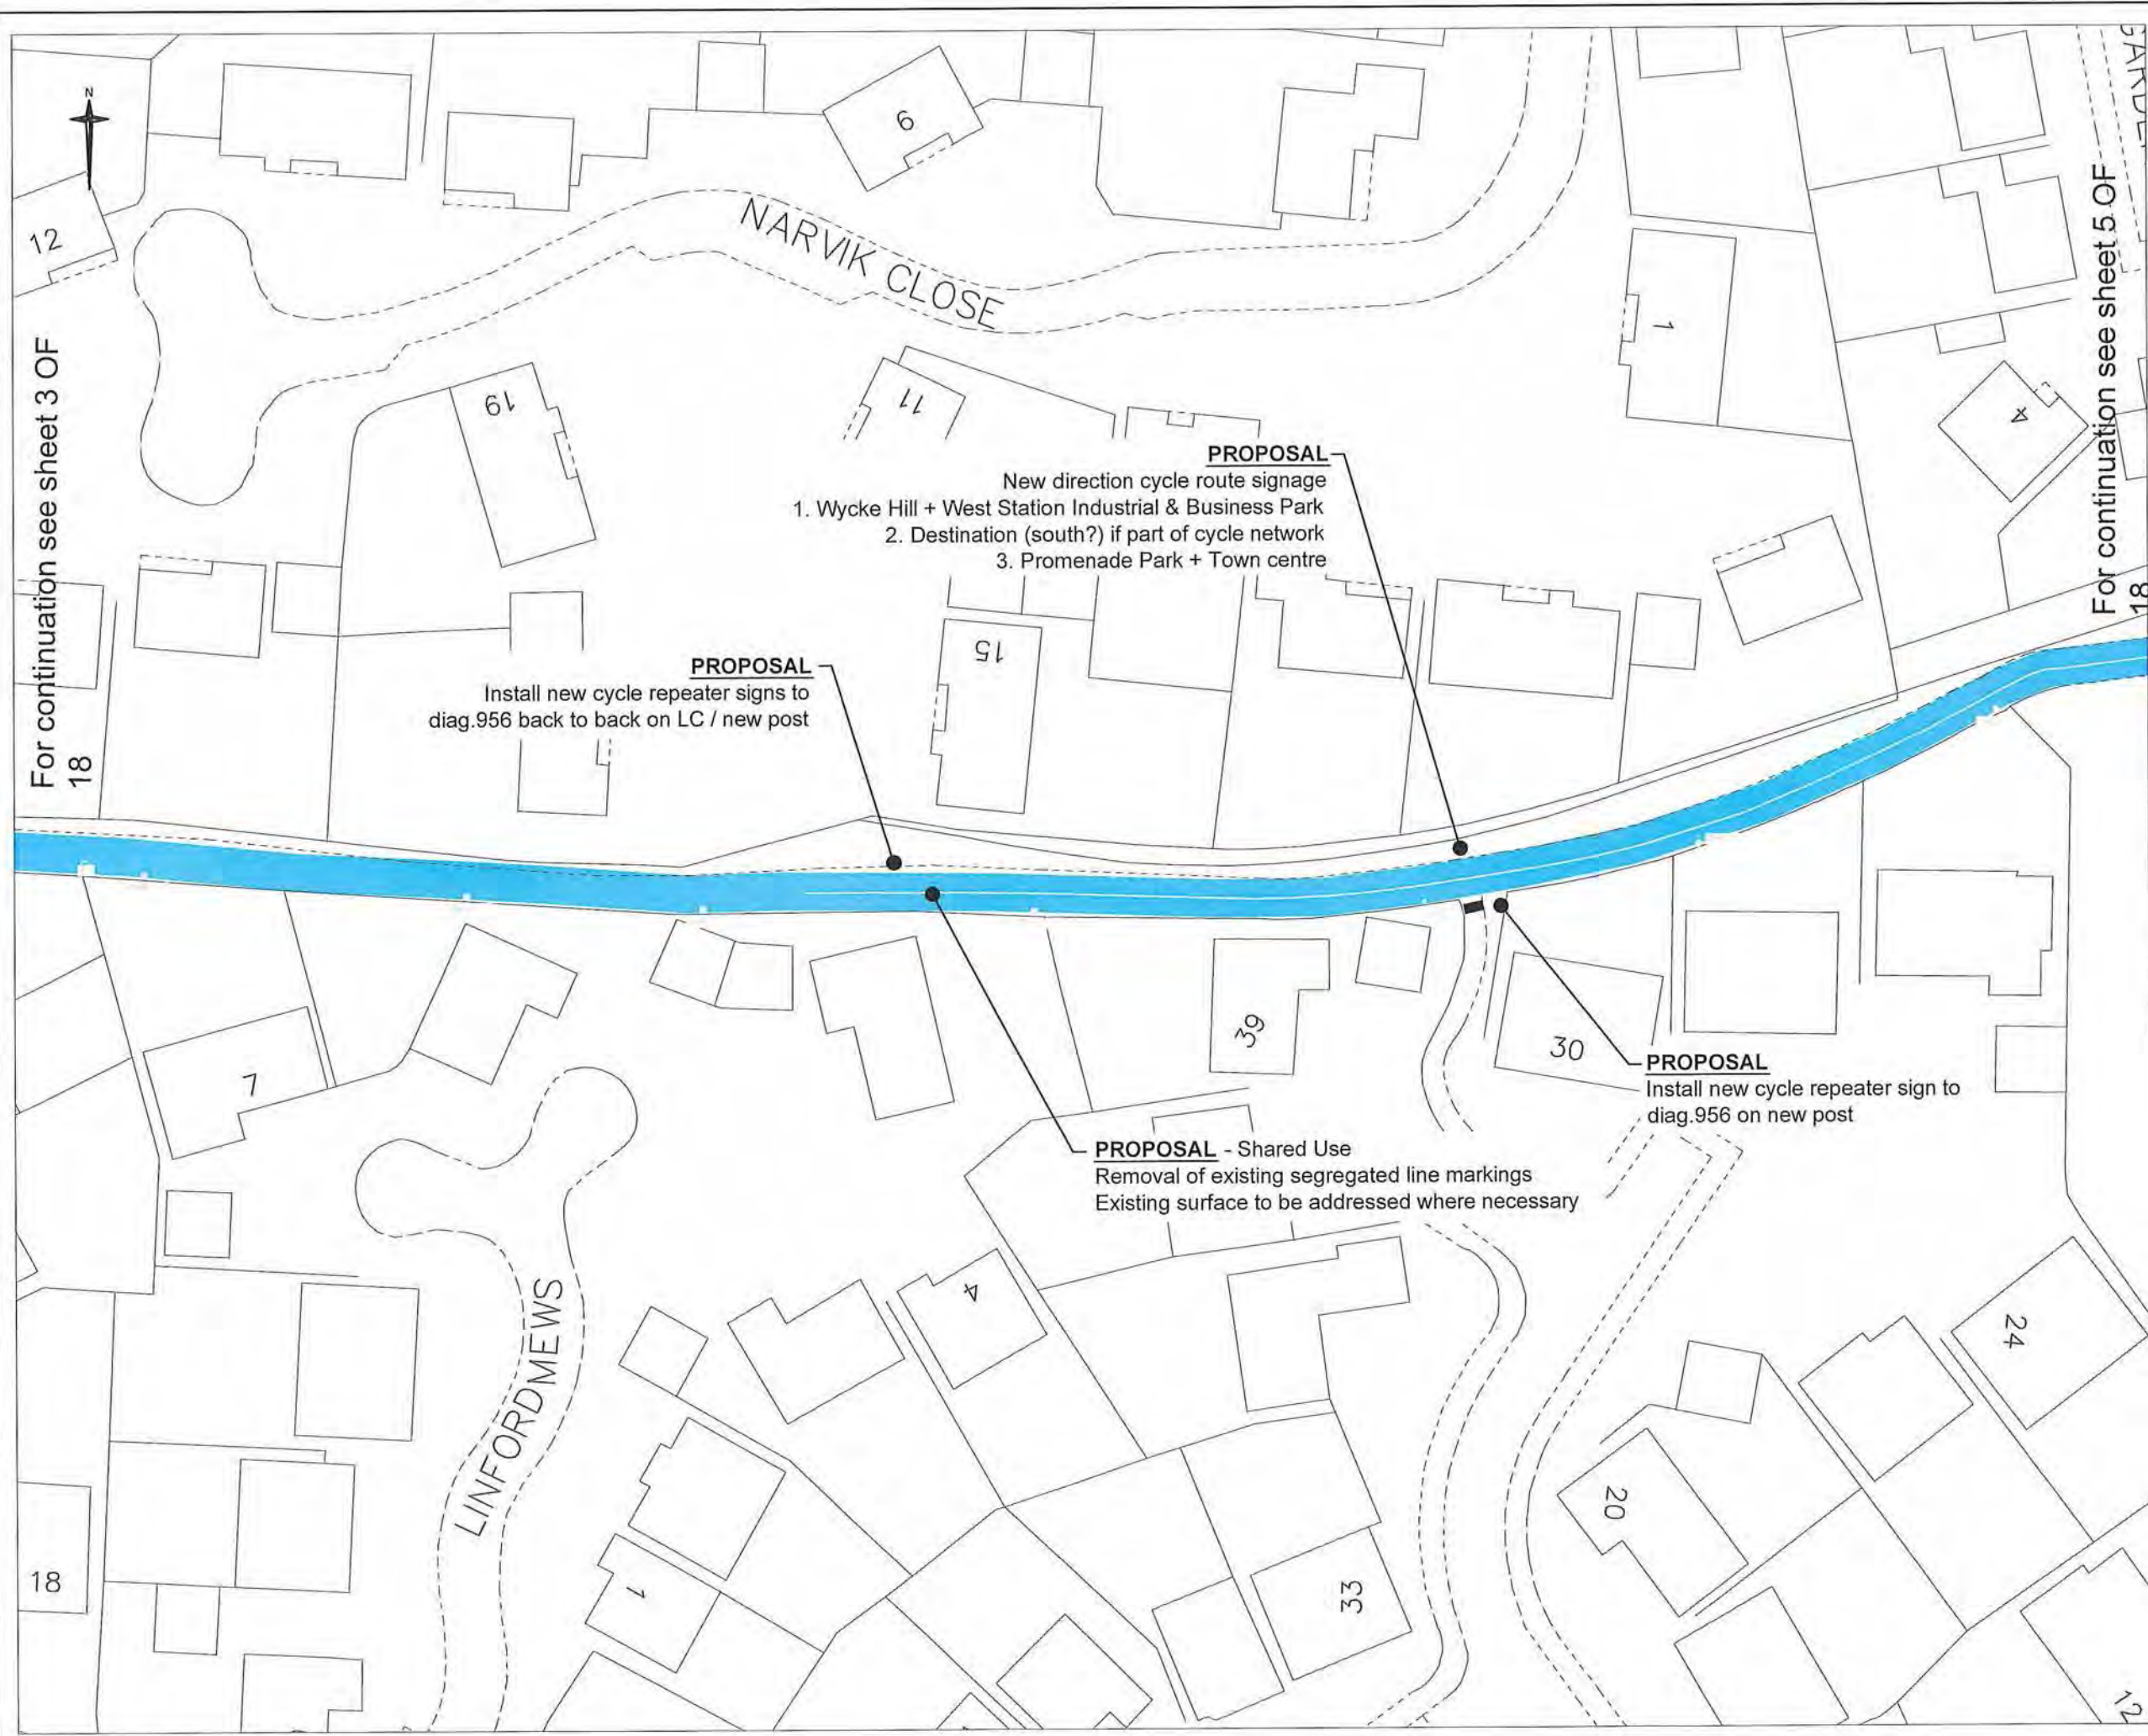 N
9
12
NARVIK CLOSE
For continuation see sheet 3 OF
18
For continuation see sheet 5 OF
18
19
11
1
4
PROPOSAL
New direction cycle route signage
1. Wycke Hill + West Station Industrial & Business Park
2. Destination (south?) if part of cycle network
3. Promenade Park + Town centre
15
PROPOSAL
Install new cycle repeater signs to
diag.956 back to back on LC / new post
7
39
30
PROPOSAL
Install new cycle repeater sign to
diag.956 on new post
PROPOSAL - Shared Use
Removal of existing segregated line markings
Existing surface to be addressed where necessary
LINFORD MEWS
4
24
20
18
1
33
12